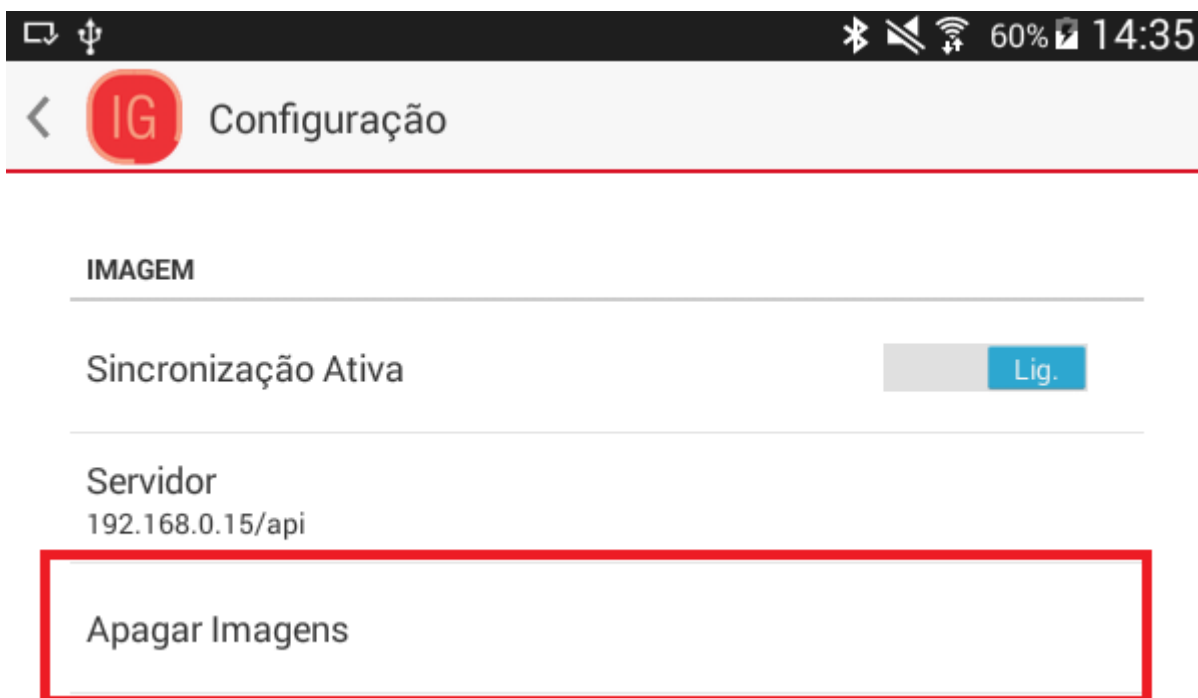 60% 14:35
IG Configuração
IMAGEM
Sincronização Ativa Lig.
Servidor
192.168.0.15/api
Apagar Imagens